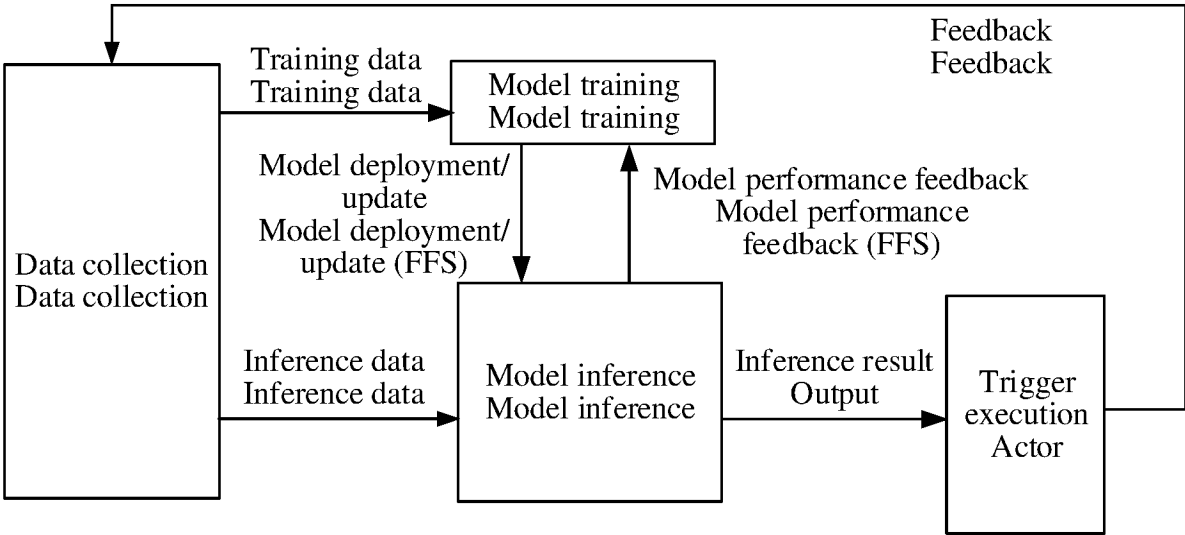 Feedback
Feedback
Training data
Training data
Model training
Model training
Model deployment/
update
Model deployment/
update (FFS)
Model performance feedback
Model performance
feedback (FFS)
Data collection
Data collection
Inference data
Inference data
Model inference
Model inference
Inference result
Output
Trigger
execution
Actor